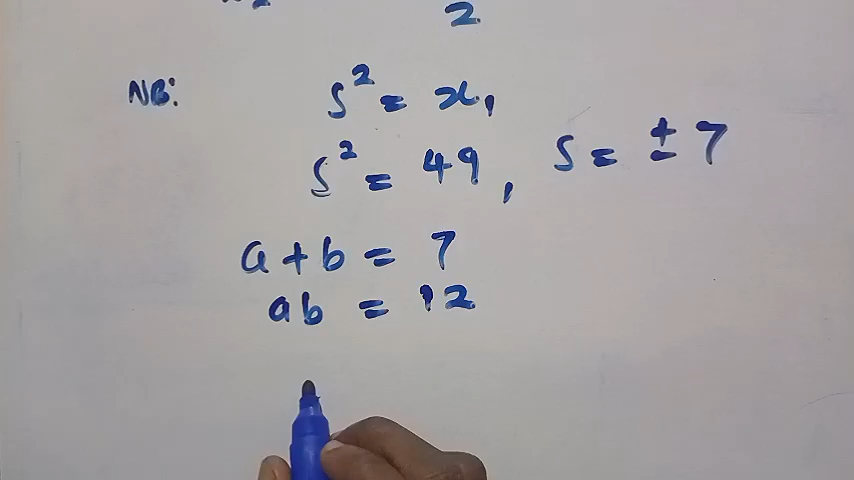 2
NB: s² = x,
s² = 49, s = ±7
a + b = 7
ab = 12